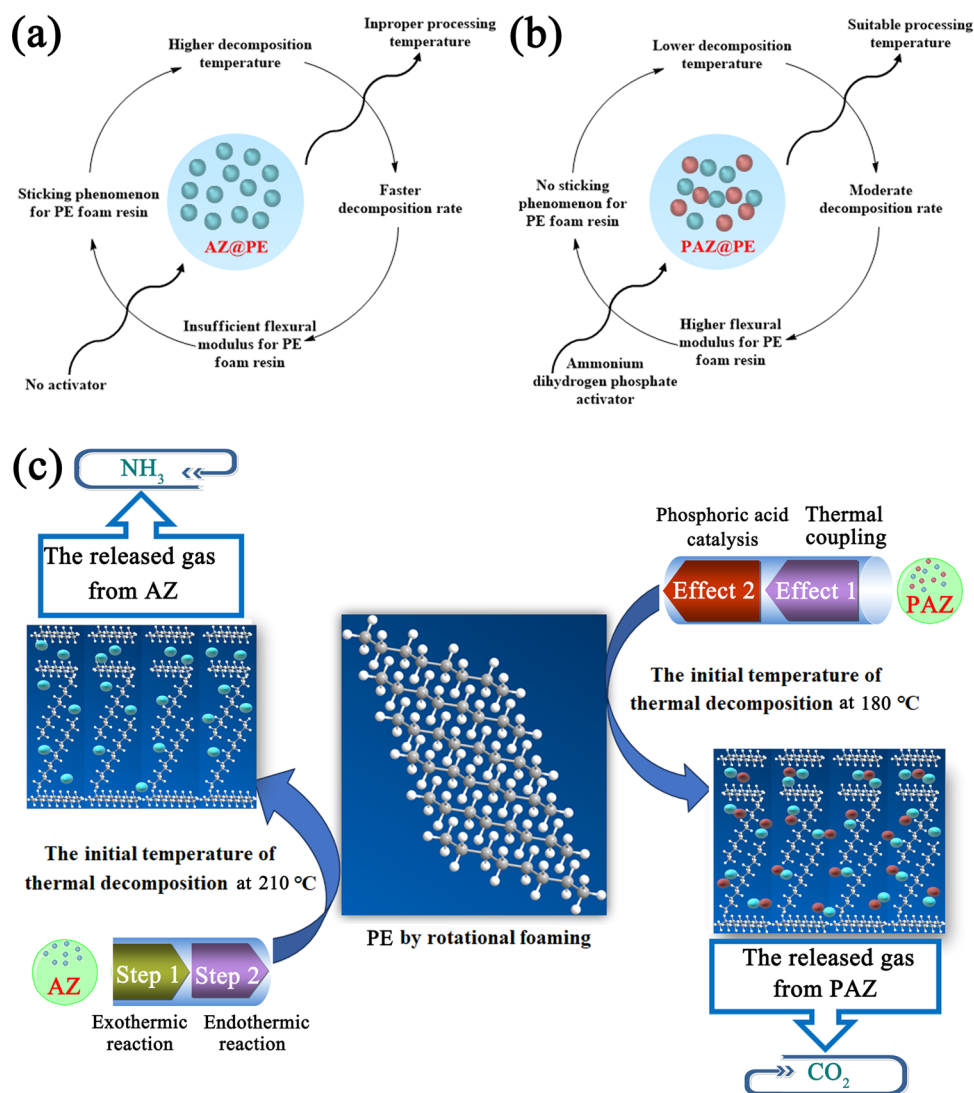 (a)
Higher decomposition
temperature
Inproper processing
temperature
Sticking phenomenon
for PE foam resin
AZ@PE
Faster
decomposition rate
Insufficient flexural
modulus for PE
foam resin
No activator
(b)
Lower decomposition
temperature
Suitable processing
temperature
No sticking
phenomenon for
PE foam resin
PAZ@PE
Moderate
decomposition rate
Higher flexural
modulus for PE
foam resin
Ammonium
dihydrogen phosphate
activator
(c)
NH3
The released gas
from AZ
The initial temperature of
thermal decomposition at 210 °C
AZ
Step 1
Step 2
Exothermic
reaction
Endothermic
reaction
PE by rotational foaming
Phosphoric acid
catalysis
Thermal
coupling
Effect 2
Effect 1
PAZ
The initial temperature of
thermal decomposition at 180 °C
The released gas
from PAZ
CO2